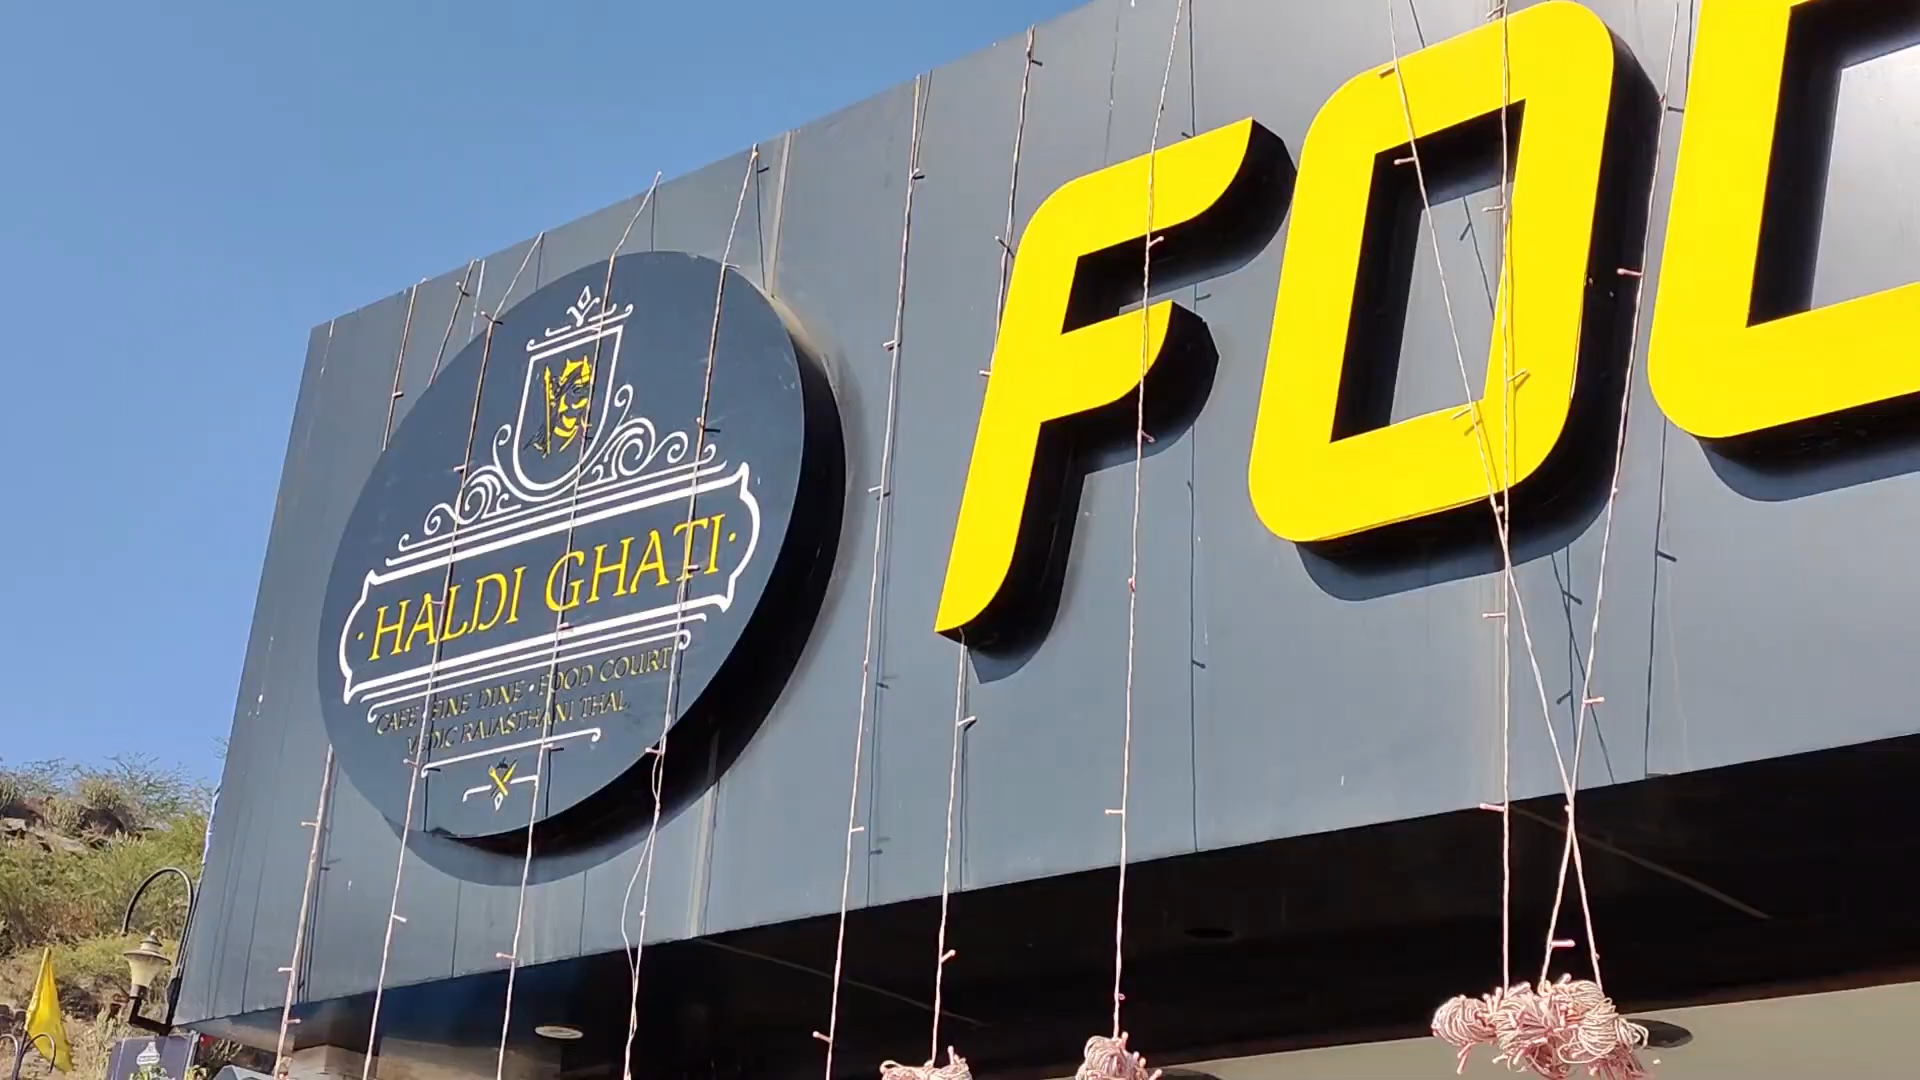 HALDI GHATI
CAFE • FINE DINE • FOOD COURT
VEDIC RAJASTHANI THAL
FOO